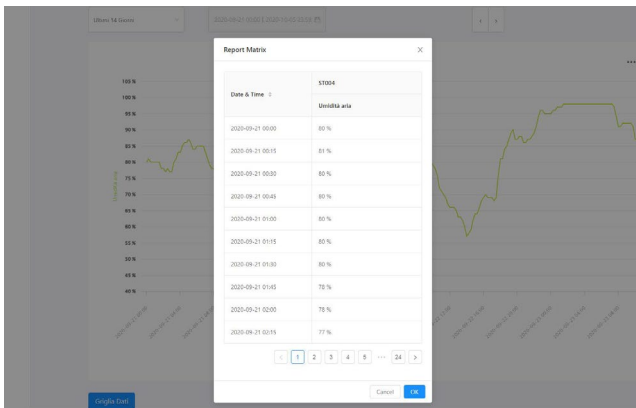 Ultimi 14 Giorni
Report Matrix
Date & Time
ST004
Umidità aria
2020-09-21 00:00 80 %
2020-09-21 00:15 81 %
2020-09-21 00:30 80 %
2020-09-21 00:45 80 %
2020-09-21 01:00 80 %
2020-09-21 01:15 80 %
2020-09-21 01:30 80 %
2020-09-21 01:45 78 %
2020-09-21 02:00 78 %
2020-09-21 02:15 77 %
1 2 3 4 5 ••• 24
Cancel OK
105 %
100 %
95 %
90 %
85 %
80 %
75 %
70 %
65 %
60 %
55 %
50 %
45 %
40 %
Griglia Dati